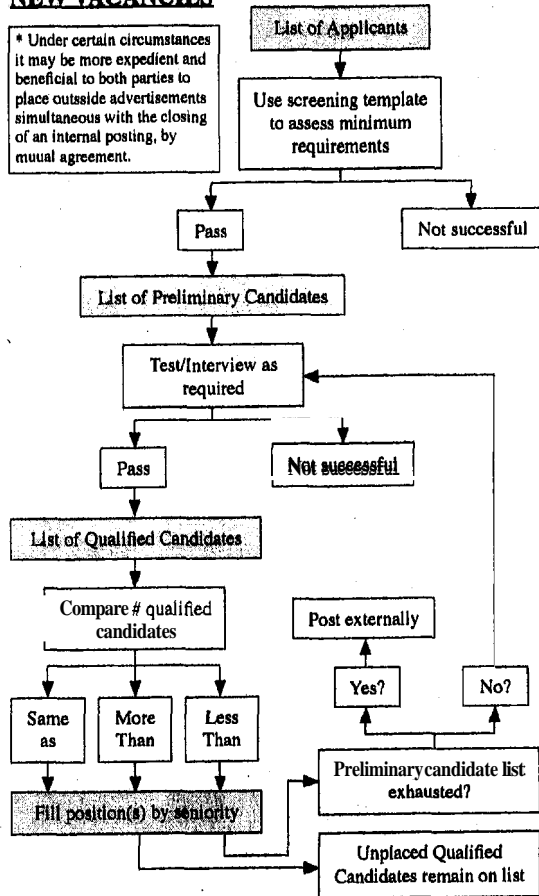 NEW VACANCIES
* Under certain circumstances
it may be more expedient and
beneficial to both parties to
place outsside advertisements
simultaneous with the closing
of an internal posting, by
muual agreement.
List of Applicants
Use screening template
to assess minimum
requirements
Pass
Not successful
List of Preliminary Candidates
Test/Interview as
required
Pass
Not successful
List of Qualified Candidates
Compare # qualified
candidates
Post externally
Yes?
No?
Same
as
More
Than
Less
Than
Preliminary candidate list
exhausted?
Fill position(s) by seniority
Unplaced Qualified
Candidates remain on list